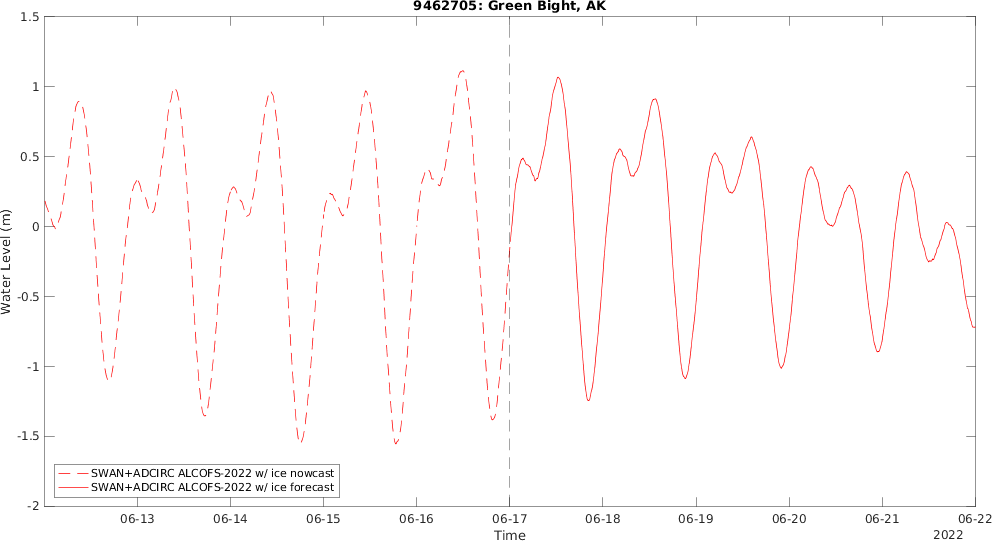 9462705: Green Bight, AK
1.5
1
0.5
0
-0.5
-1
-1.5
-2
Water Level (m)
SWAN+ADCIRC ALCOFS-2022 w/ ice nowcast
SWAN+ADCIRC ALCOFS-2022 w/ ice forecast
06-13 06-14 06-15 06-16 06-17 06-18 06-19 06-20 06-21 06-22
Time
2022